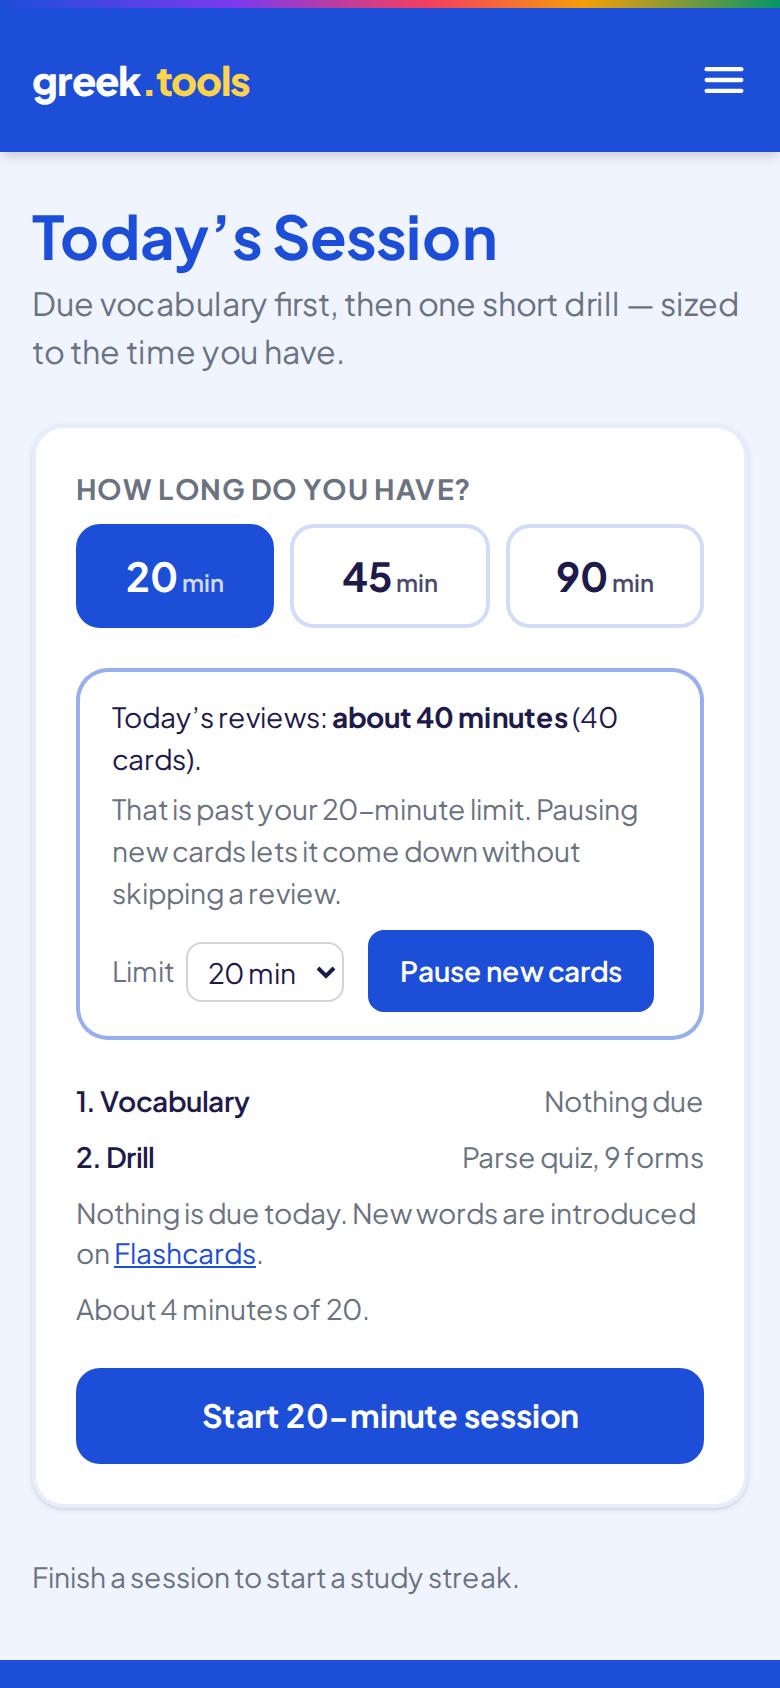 greek.tools
Today’s Session
Due vocabulary first, then one short drill — sized
to the time you have.
HOW LONG DO YOU HAVE?
20 min
45 min
90 min
Today’s reviews: about 40 minutes (40
cards).
That is past your 20–minute limit. Pausing
new cards lets it come down without
skipping a review.
Limit
20 min
Pause new cards
1. Vocabulary
Nothing due
2. Drill
Parse quiz, 9 forms
Nothing is due today. New words are introduced
on Flashcards.
About 4 minutes of 20.
Start 20–minute session
Finish a session to start a study streak.